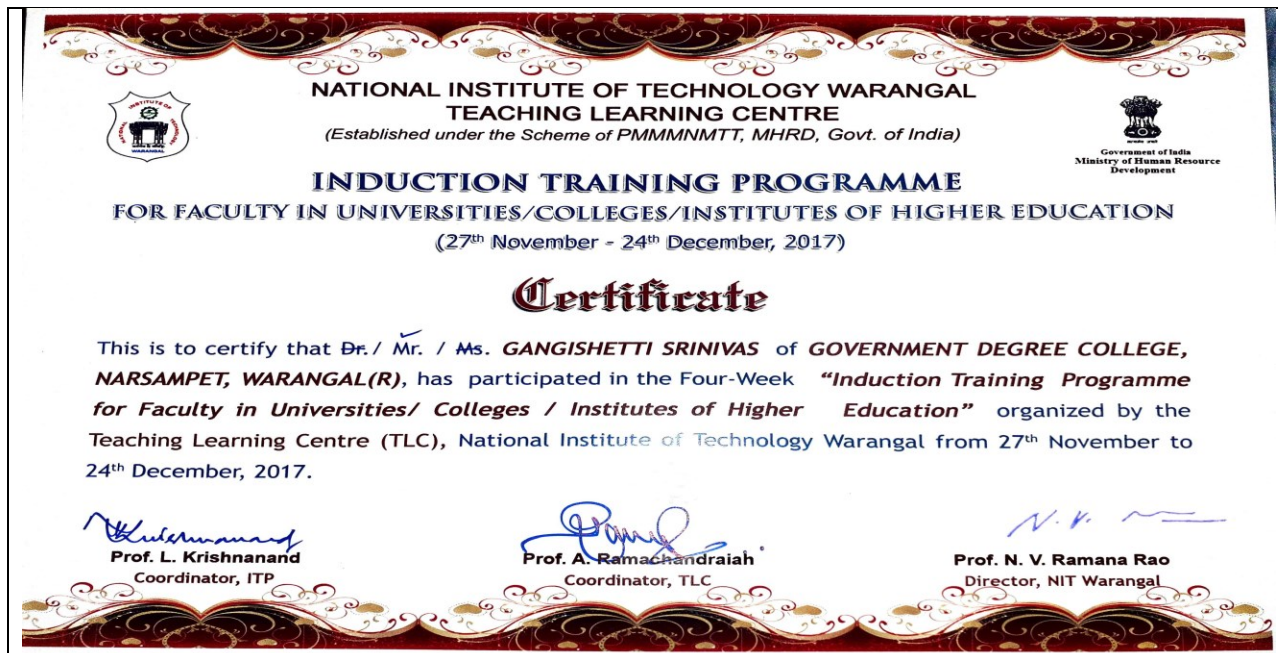 NATIONAL INSTITUTE OF TECHNOLOGY WARANGAL
TEACHING LEARNING CENTRE
(Established under the Scheme of PMMMNMTT, MHRD, Govt. of India)
INSTITUTE OF
NATIONAL
TECHNOLOGY
WARANGAL
Government of India
Ministry of Human Resource
Development
INDUCTION TRAINING PROGRAMME
FOR FACULTY IN UNIVERSITIES/COLLEGES/INSTITUTES OF HIGHER EDUCATION
(27th November - 24th December, 2017)
Certificate
This is to certify that Dr./ Mr. / Ms. GANGISHETTI SRINIVAS of GOVERNMENT DEGREE COLLEGE,
NARSAMPET, WARANGAL(R), has participated in the Four-Week "Induction Training Programme
for Faculty in Universities/ Colleges / Institutes of Higher Education" organized by the
Teaching Learning Centre (TLC), National Institute of Technology Warangal from 27th November to
24th December, 2017.
Prof. L. Krishnanand
Coordinator, ITP
Prof. A. Ramachandraiah
Coordinator, TLC
N. V.
Prof. N. V. Ramana Rao
Director, NIT Warangal